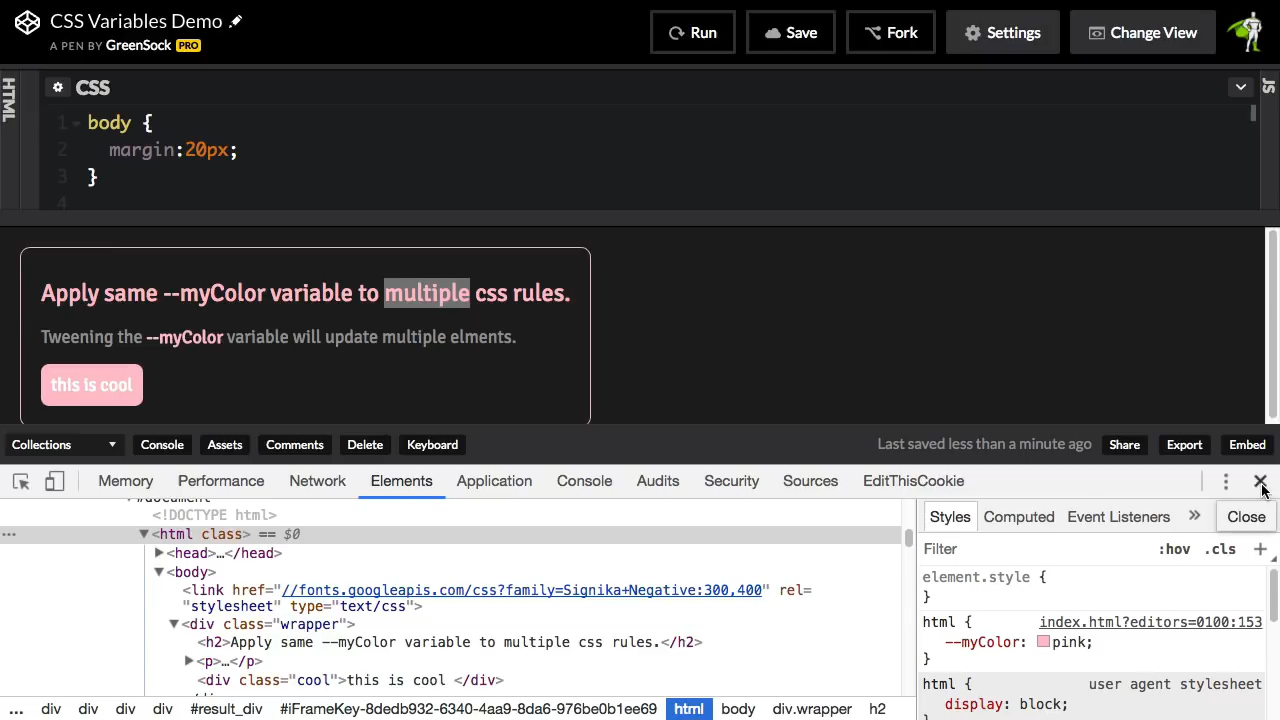 CSS Variables Demo
A PEN BY GreenSock PRO
Run
Save
Fork
Settings
Change View
HTML
CSS
JS
1 body {
2 margin:20px;
3 }
4
Apply same --myColor variable to multiple css rules.
Tweening the --myColor variable will update multiple elments.
this is cool
Collections
Console
Assets
Comments
Delete
Keyboard
Last saved less than a minute ago
Share
Export
Embed
Memory
Performance
Network
Elements
Application
Console
Audits
Security
Sources
EditThisCookie
#document
<!DOCTYPE html>
... <html class> == $0
<head>…</head>
<body>
<link href="//fonts.googleapis.com/css?family=Signika+Negative:300,400" rel=
"stylesheet" type="text/css">
<div class="wrapper">
<h2>Apply same --myColor variable to multiple css rules.</h2>
<p>…</p>
<div class="cool">this is cool </div>
... div div div div #result_div #iFrameKey-8dedb932-6340-4aa9-8da6-976be0b1ee69 html body div.wrapper h2
Styles
Computed
Event Listeners
»
Close
Filter
:hov .cls +
element.style {
}
html { index.html?editors=0100:153
--myColor: pink;
}
html { user agent stylesheet
display: block;